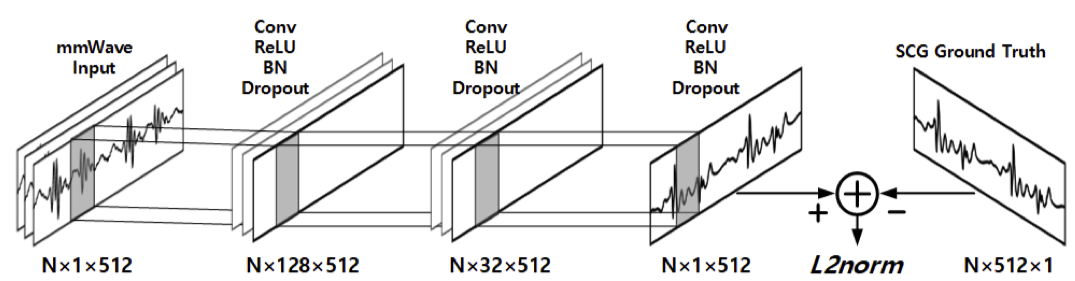 mmWave
Input
Conv
ReLU
BN
Dropout
Conv
ReLU
BN
Dropout
Conv
ReLU
BN
Dropout
SCG Ground Truth
+
−
N×1×512
N×128×512
N×32×512
N×1×512
L2norm
N×512×1